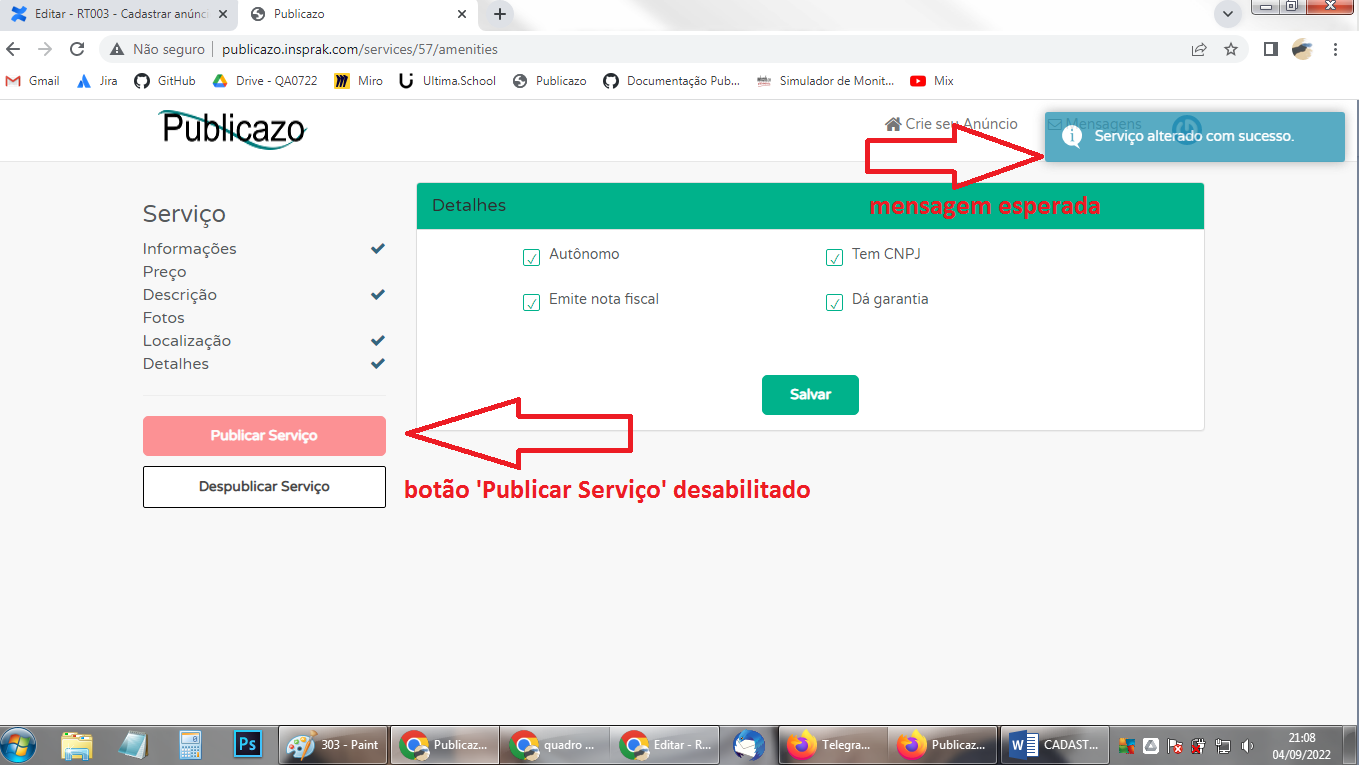 Editar - RT003 - Cadastrar anúnci
Publicazo
Não seguro
publicazo.insprak.com/services/57/amenities
Gmail
Jira
GitHub
Drive - QA0722
Miro
Ultima.School
Publicazo
Documentação Pub...
Simulador de Monit...
Mix
Publicazo
Crie seu Anúncio
Mensagens
Serviço alterado com sucesso.
mensagem esperada
Serviço
Informações
Preço
Descrição
Fotos
Localização
Detalhes
Publicar Serviço
Despublicar Serviço
Detalhes
Autônomo
Tem CNPJ
Emite nota fiscal
Dá garantia
Salvar
botão 'Publicar Serviço' desabilitado
Ps
303 - Paint
Publicaz...
quadro ...
Editar - R...
Telegra...
Publicaz...
CADAST...
21:08
04/09/2022